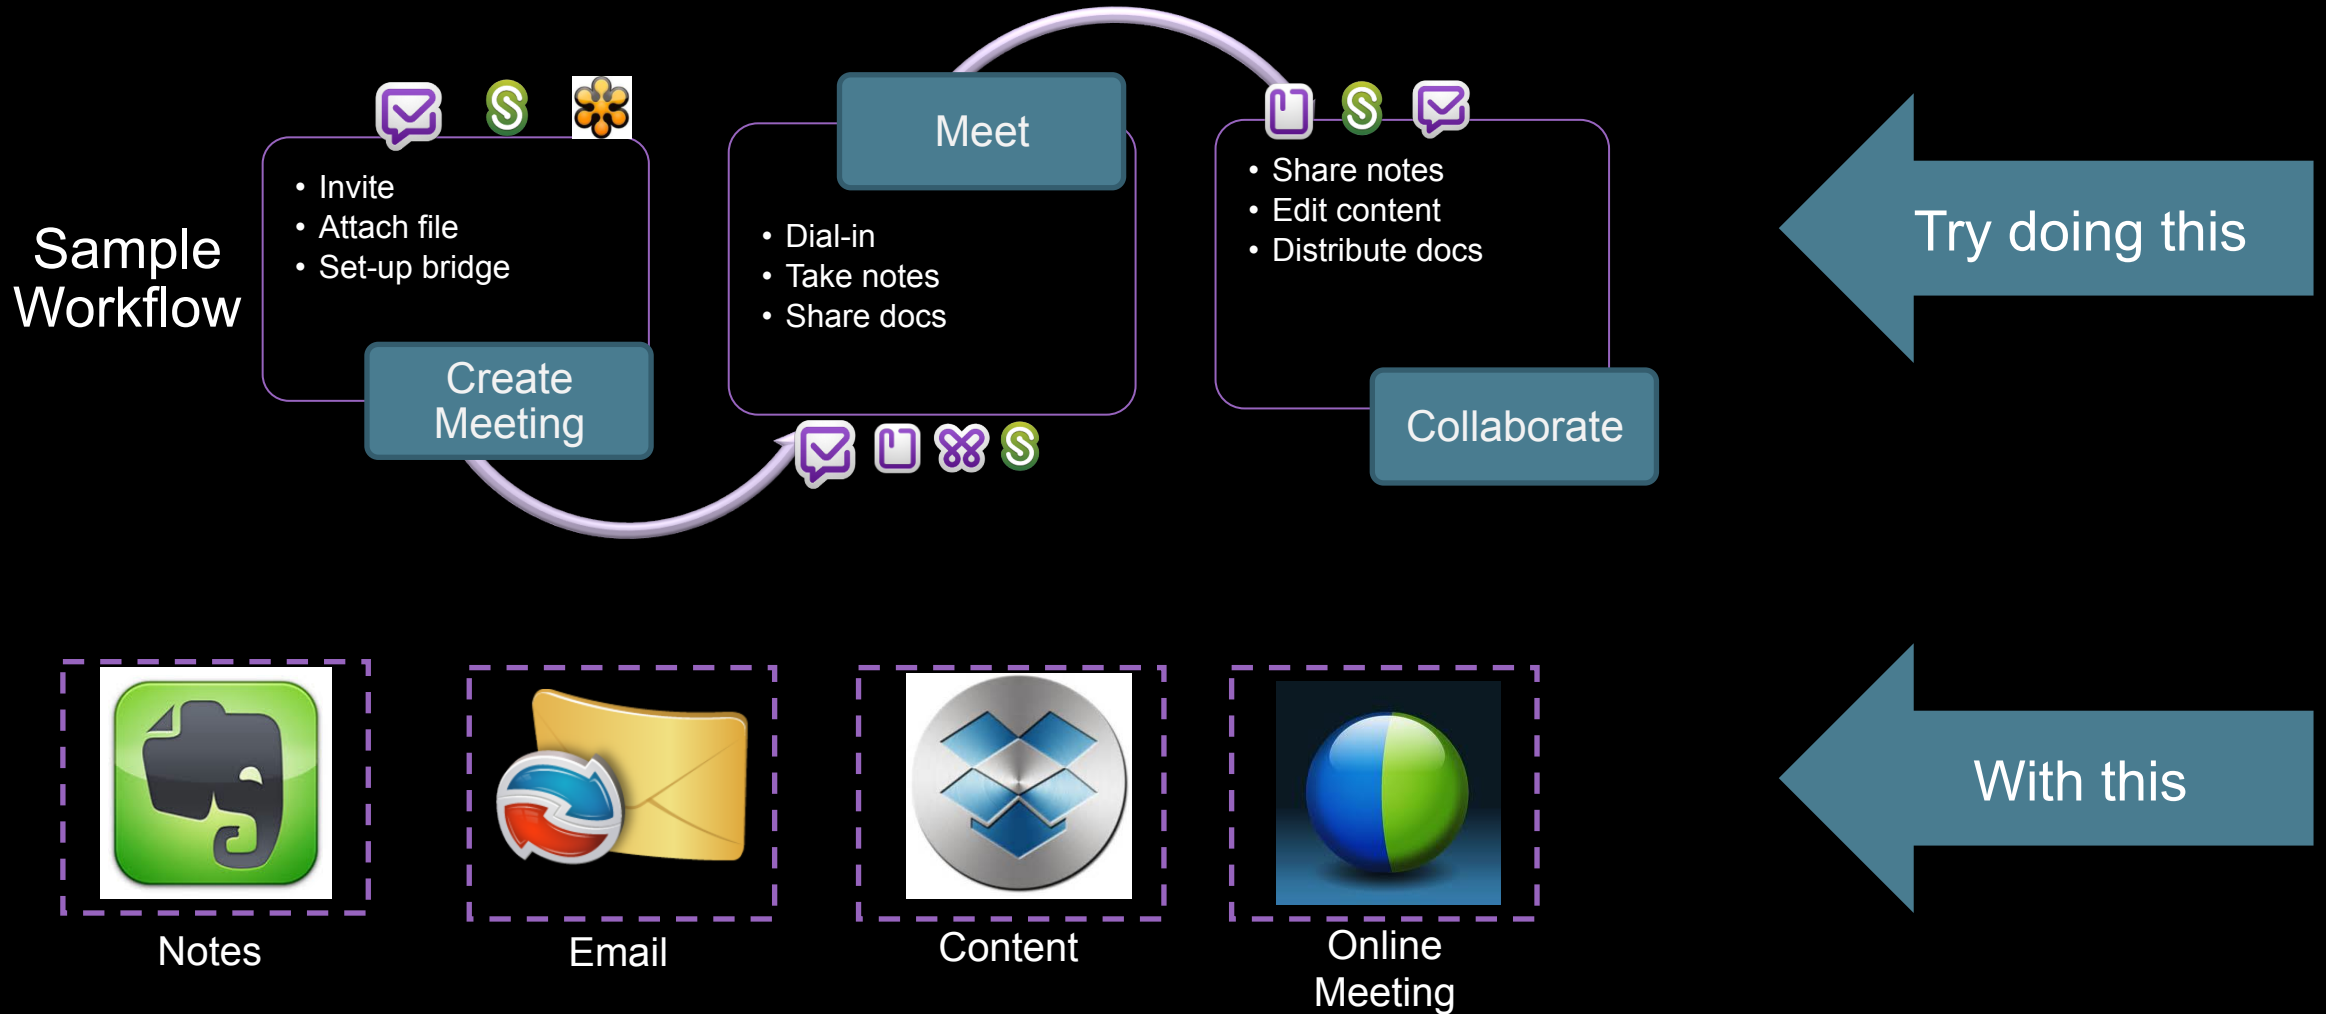 Sample
Workflow
• Invite
• Attach file
• Set-up bridge
Create
Meeting
Meet
• Dial-in
• Take notes
• Share docs
• Share notes
• Edit content
• Distribute docs
Collaborate
Try doing this
Notes
Email
Content
Online
Meeting
With this